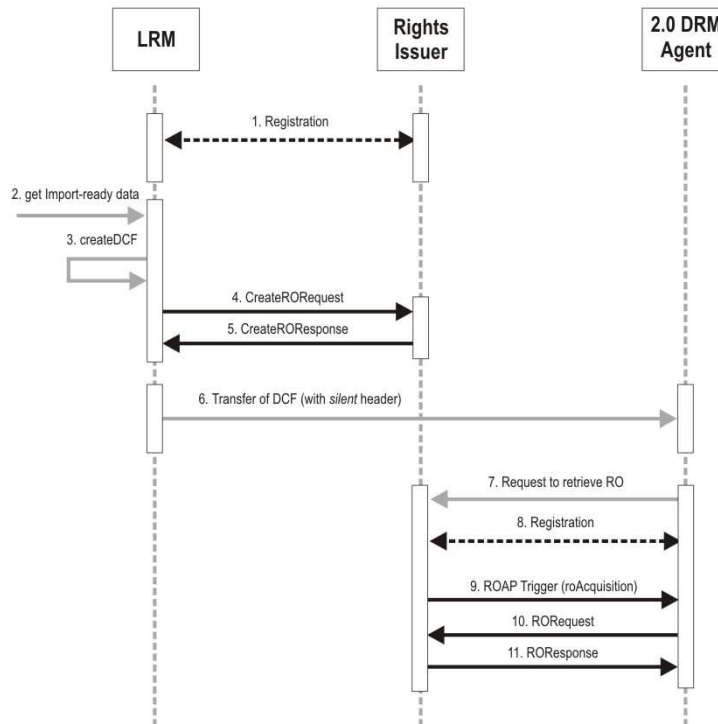 LRM
Rights
Issuer
2.0 DRM
Agent
1. Registration
2. get Import-ready data
3. createDCF
4. CreateRORequest
5. CreateROResponse
6. Transfer of DCF (with silent header)
7. Request to retrieve RO
8. Registration
9. ROAP Trigger (roAcquisition)
10. RORequest
11. ROResponse